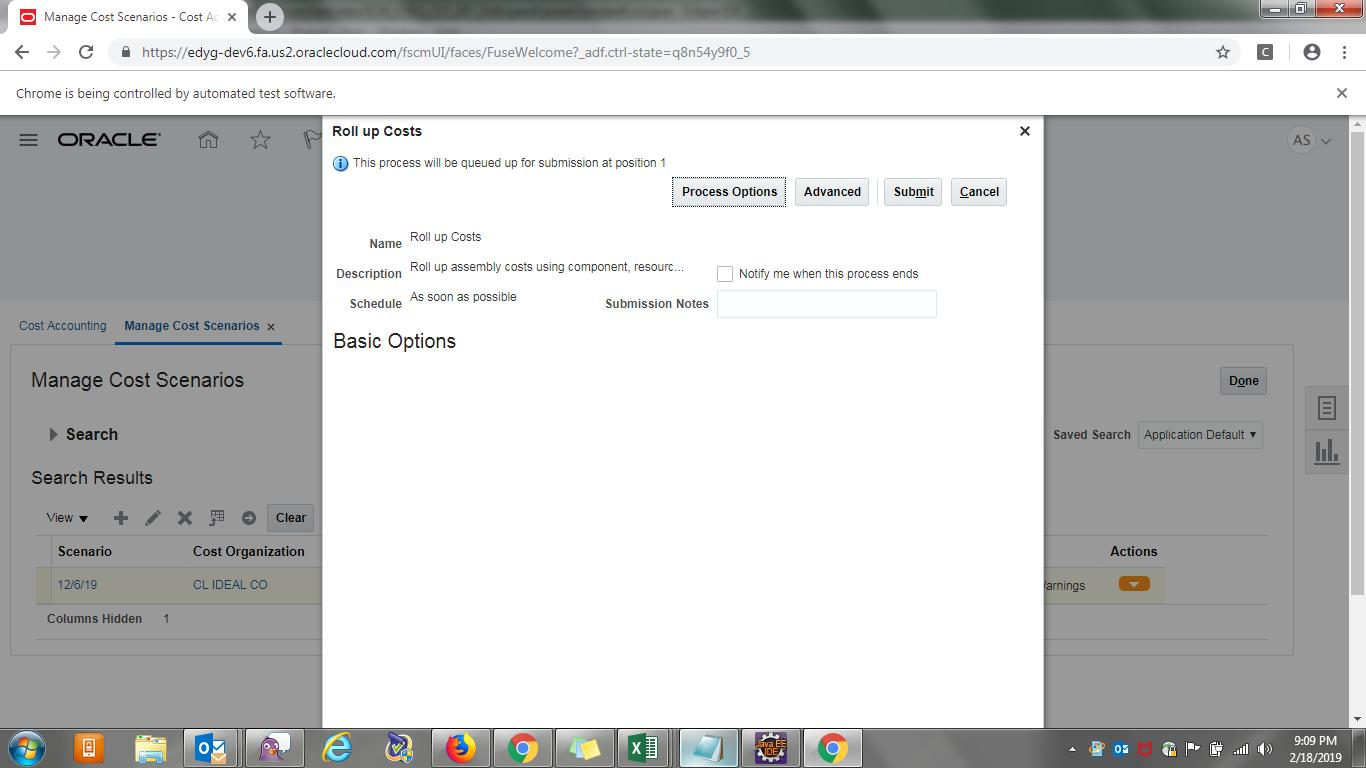 Manage Cost Scenarios - Cost Ac
https://edyg-dev6.fa.us2.oraclecloud.com/fscmUI/faces/FuseWelcome?_adf.ctrl-state=q8n54y9f0_5
C
Chrome is being controlled by automated test software.
ORACLE
AS
Roll up Costs
This process will be queued up for submission at position 1
Process Options Advanced Submit Cancel
Name Roll up Costs
Description Roll up assembly costs using component, resourc...
Notify me when this process ends
Schedule As soon as possible
Submission Notes
Basic Options
Cost Accounting Manage Cost Scenarios
Manage Cost Scenarios
Done
Search
Saved Search Application Default
Search Results
View Clear
Scenario Cost Organization Actions
12/6/19 CL IDEAL CO Warnings
Columns Hidden 1
Java EE
IDE
9:09 PM
2/18/2019